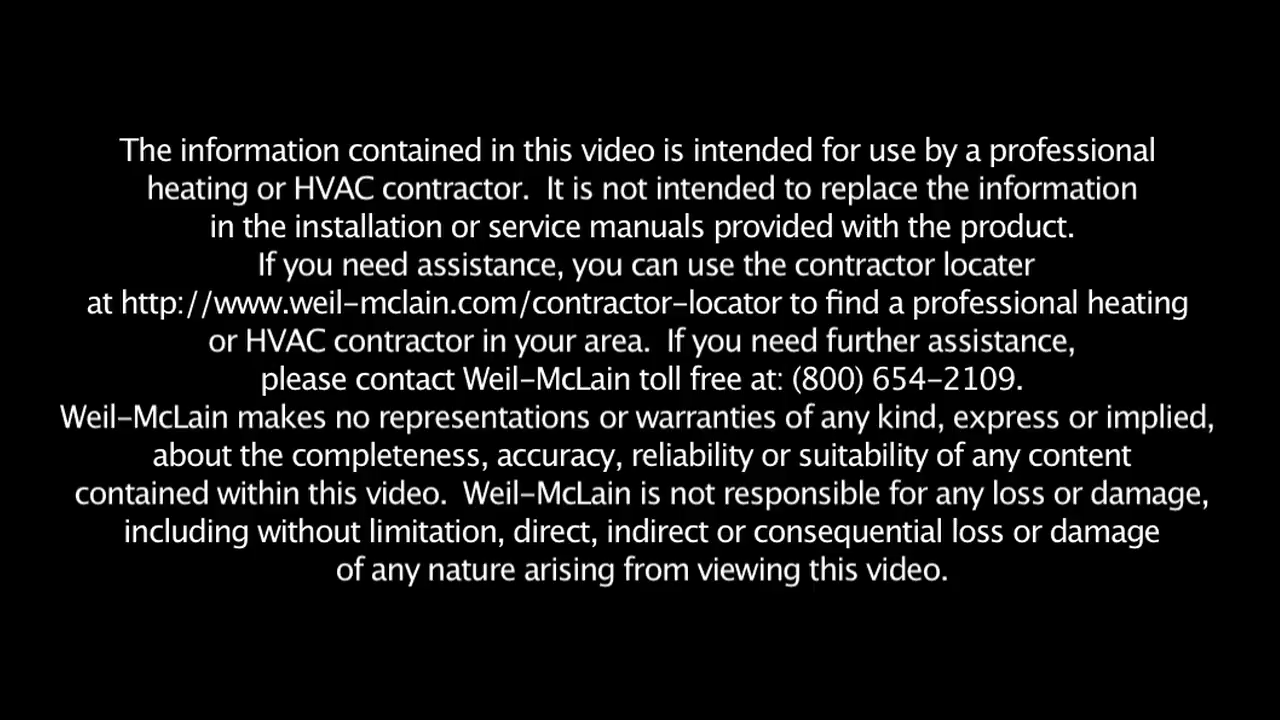 The information contained in this video is intended for use by a professional
heating or HVAC contractor.  It is not intended to replace the information
in the installation or service manuals provided with the product.
If you need assistance, you can use the contractor locater
at http://www.weil-mclain.com/contractor-locator to find a professional heating
or HVAC contractor in your area.  If you need further assistance,
please contact Weil-McLain toll free at: (800) 654-2109.
Weil-McLain makes no representations or warranties of any kind, express or implied,
about the completeness, accuracy, reliability or suitability of any content
contained within this video.  Weil-McLain is not responsible for any loss or damage,
including without limitation, direct, indirect or consequential loss or damage
of any nature arising from viewing this video.